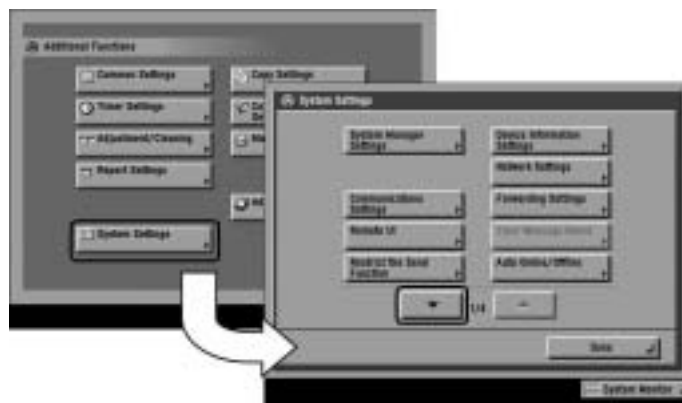 Additional Functions
Common Settings
Copy Settings
Timer Settings
Adjustment/Cleaning
Report Settings
System Settings
System Settings
System Manager
Settings
Device Information
Settings
Network Settings
Communications
Settings
Forwarding Settings
Remote UI
Restrict the Send
Function
Auto Online/Offline
1/4
Done
System Monitor